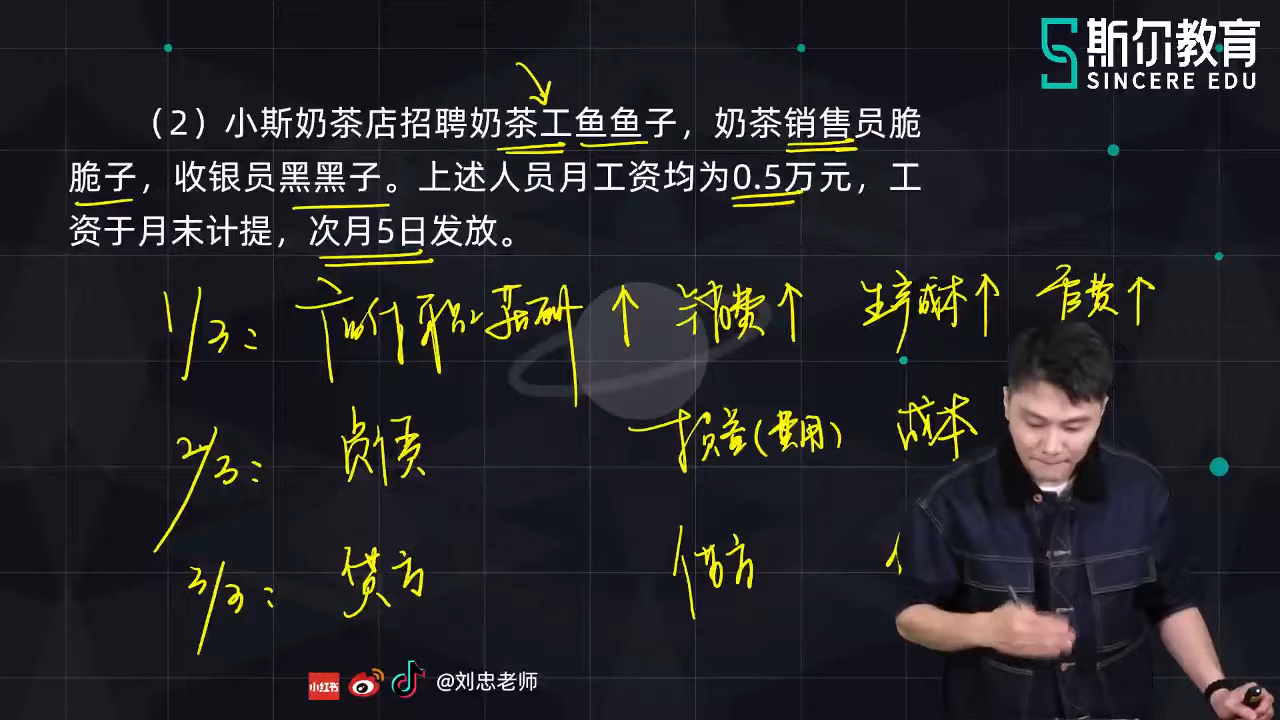 斯尔教育
SINCERE EDU
（2）小斯奶茶店招聘奶茶工鱼鱼子，奶茶销售员脆
脆子，收银员黑黑子。上述人员月工资均为0.5万元，工
资于月末计提，次月5日发放。
1/3： 应付职工薪酬↑ 销费↑ 生产成本↑ 管费↑
2/3： 负债 损益(费用) 成本
3/3： 贷方 借方
小红书 @刘忠老师